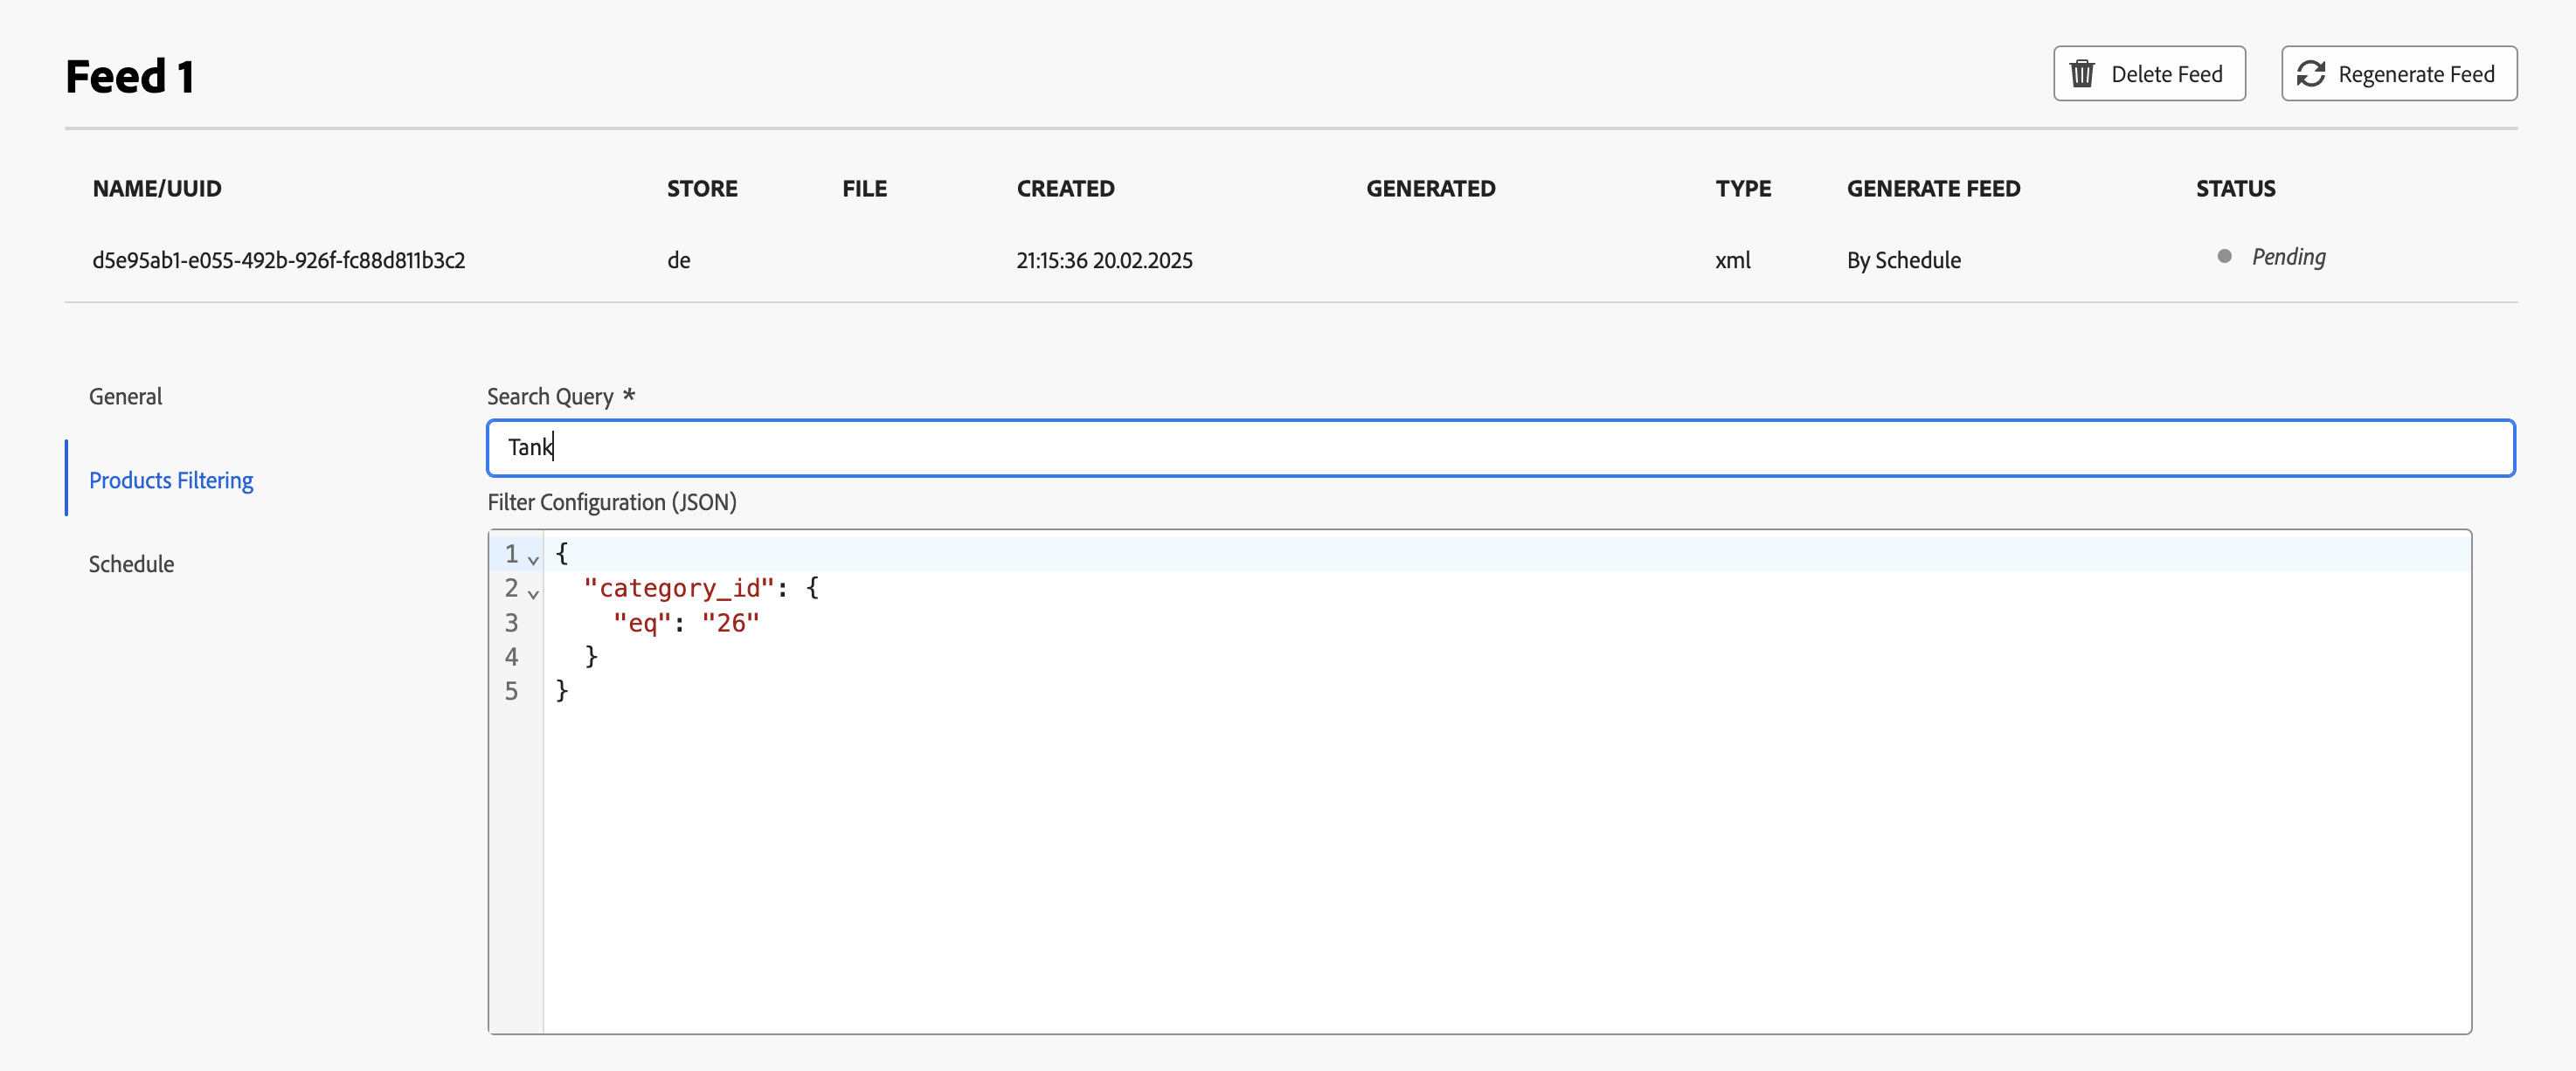 Feed 1
Delete Feed
Regenerate Feed
NAME/UUID STORE FILE CREATED GENERATED TYPE GENERATE FEED STATUS
d5e95ab1-e055-492b-926f-fc88d811b3c2 de 21:15:36 20.02.2025 xml By Schedule Pending
General
Products Filtering
Schedule
Search Query *
Tank
Filter Configuration (JSON)
1 {
2 "category_id": {
3 "eq": "26"
4 }
5 }